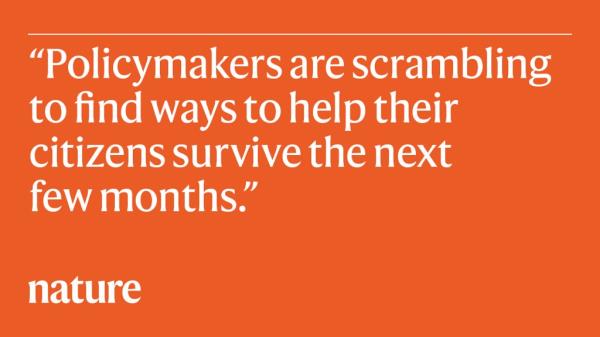 “Policymakers are scrambling
to find ways to help their
citizens survive the next
few months.”
nature